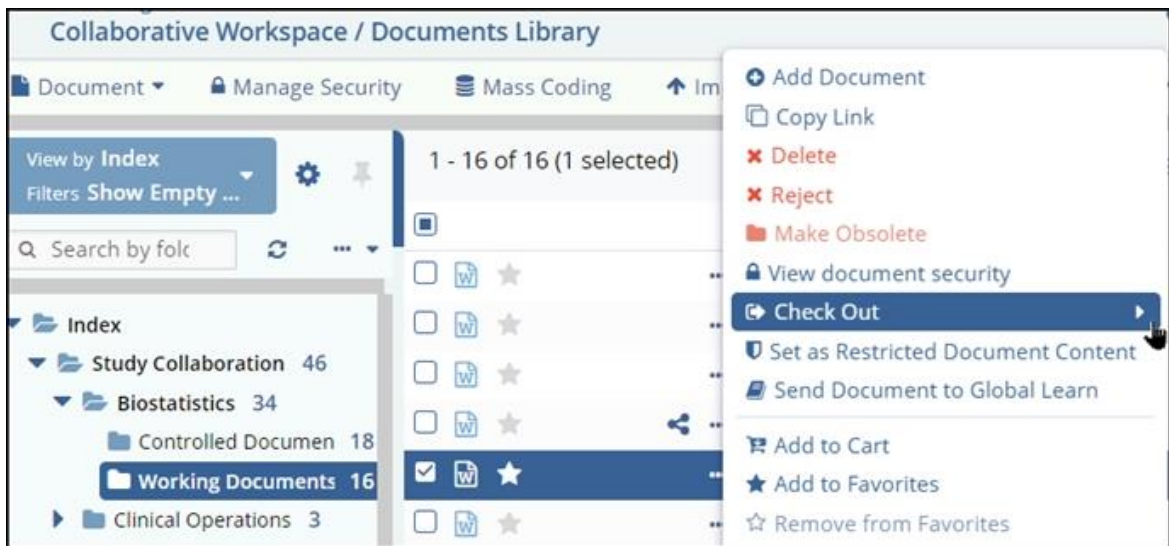 Collaborative Workspace / Documents Library
Document
Manage Security
Mass Coding
Im
View by Index
Filters Show Empty ...
Search by folc
1 - 16 of 16 (1 selected)
Index
Study Collaboration 46
Biostatistics 34
Controlled Documen 18
Working Documents 16
Clinical Operations 3
Add Document
Copy Link
Delete
Reject
Make Obsolete
View document security
Check Out
Set as Restricted Document Content
Send Document to Global Learn
Add to Cart
Add to Favorites
Remove from Favorites